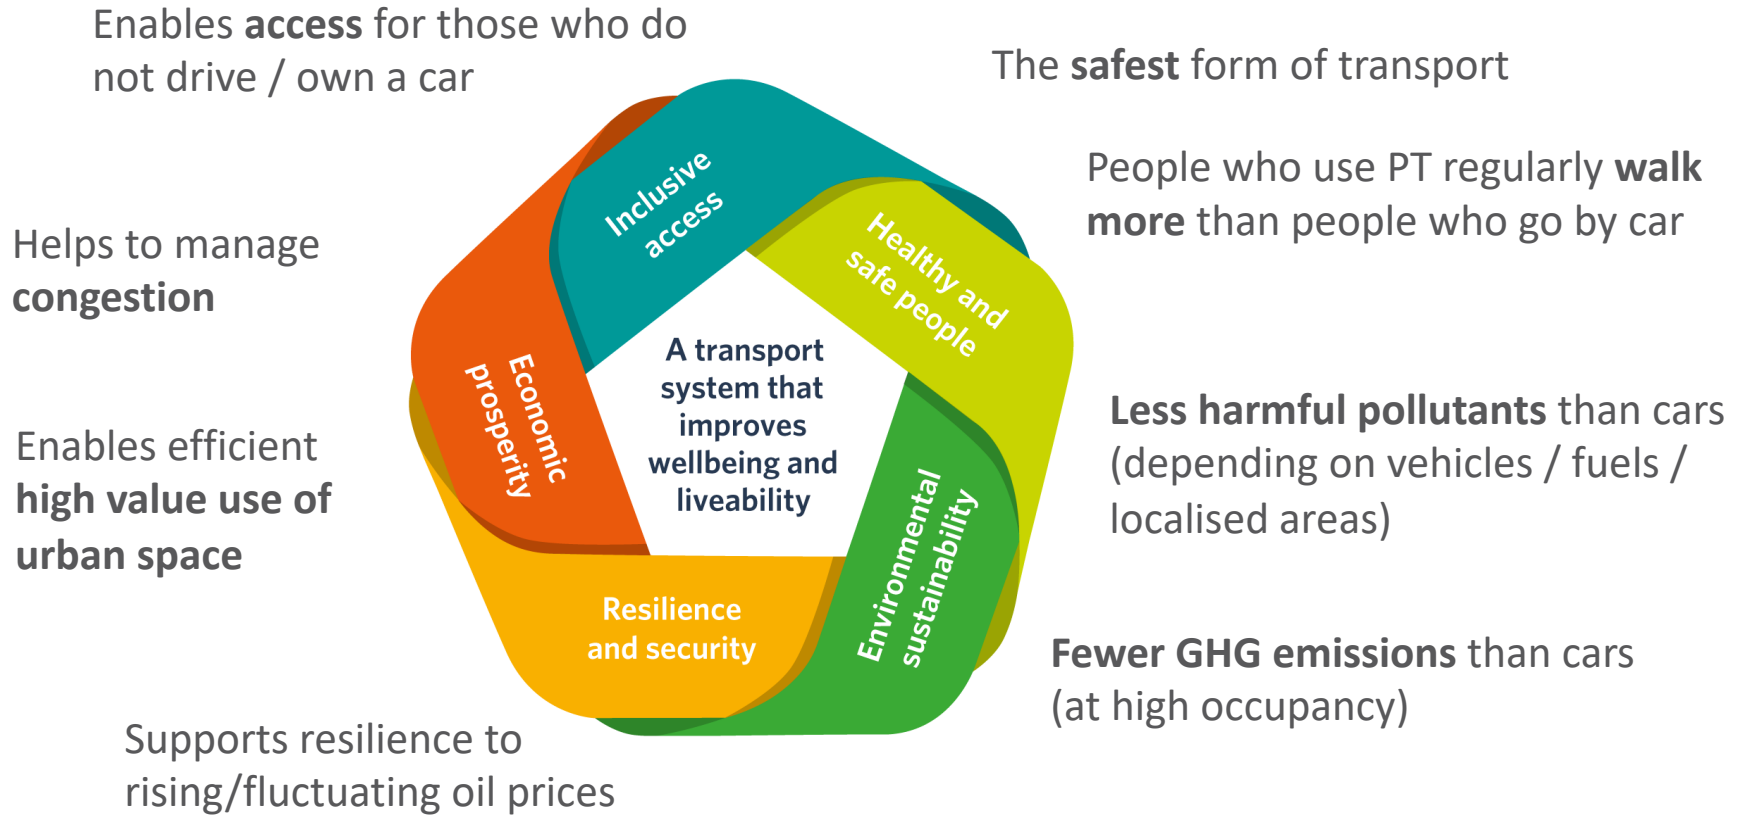 Enables access for those who do
not drive / own a car
The safest form of transport
People who use PT regularly walk
more than people who go by car
Helps to manage
congestion
Enables efficient
high value use of
urban space
Less harmful pollutants than cars
(depending on vehicles / fuels /
localised areas)
Fewer GHG emissions than cars
(at high occupancy)
Supports resilience to
rising/fluctuating oil prices
Inclusive
access
Healthy and
safe people
Environmental
sustainability
Resilience
and security
Economic
prosperity
A transport
system that
improves
wellbeing and
liveability